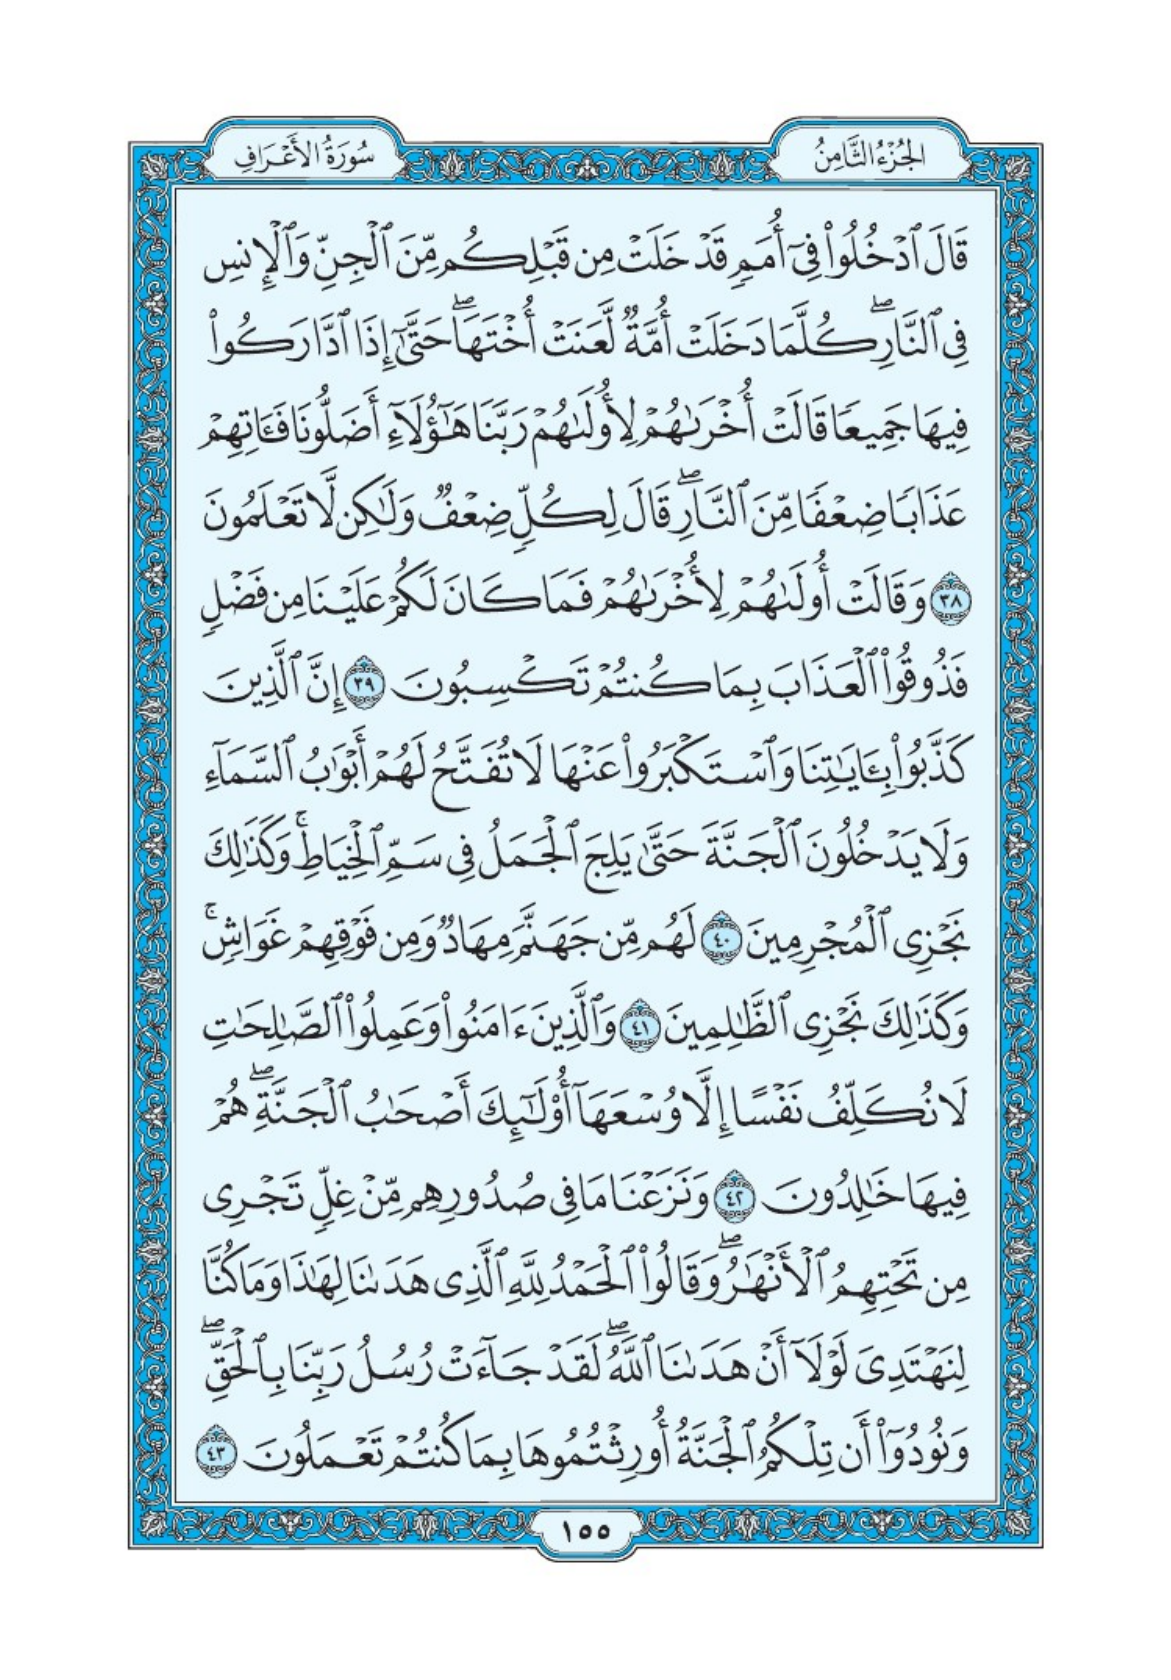 الجُزْءُ الثَّامِنُ
سُورَةُ الأَعْرَافِ
قَالَ ٱدْخُلُوا۟ فِىٓ أُمَمٍ قَدْ خَلَتْ مِن قَبْلِكُم مِّنَ ٱلْجِنِّ وَٱلْإِنسِ
فِى ٱلنَّارِ ۖ كُلَّمَا دَخَلَتْ أُمَّةٌ لَّعَنَتْ أُخْتَهَا ۖ حَتَّىٰٓ إِذَا ٱدَّارَكُوا۟
فِيهَا جَمِيعًا قَالَتْ أُخْرَىٰهُمْ لِأُولَىٰهُمْ رَبَّنَا هَـٰٓؤُلَآءِ أَضَلُّونَا فَـَٔاتِهِمْ
عَذَابًا ضِعْفًا مِّنَ ٱلنَّارِ ۖ قَالَ لِكُلٍّ ضِعْفٌ وَلَـٰكِن لَّا تَعْلَمُونَ
٣٨ وَقَالَتْ أُولَىٰهُمْ لِأُخْرَىٰهُمْ فَمَا كَانَ لَكُمْ عَلَيْنَا مِن فَضْلٍ
فَذُوقُوا۟ ٱلْعَذَابَ بِمَا كُنتُمْ تَكْسِبُونَ ٣٩ إِنَّ ٱلَّذِينَ
كَذَّبُوا۟ بِـَٔايَـٰتِنَا وَٱسْتَكْبَرُوا۟ عَنْهَا لَا تُفَتَّحُ لَهُمْ أَبْوَٰبُ ٱلسَّمَآءِ
وَلَا يَدْخُلُونَ ٱلْجَنَّةَ حَتَّىٰ يَلِجَ ٱلْجَمَلُ فِى سَمِّ ٱلْخِيَاطِ ۚ وَكَذَٰلِكَ
نَجْزِى ٱلْمُجْرِمِينَ ٤٠ لَهُم مِّن جَهَنَّمَ مِهَادٌ وَمِن فَوْقِهِمْ غَوَاشٍ ۚ
وَكَذَٰلِكَ نَجْزِى ٱلظَّـٰلِمِينَ ٤١ وَٱلَّذِينَ ءَامَنُوا۟ وَعَمِلُوا۟ ٱلصَّـٰلِحَـٰتِ
لَا نُكَلِّفُ نَفْسًا إِلَّا وُسْعَهَآ أُو۟لَـٰٓئِكَ أَصْحَـٰبُ ٱلْجَنَّةِ ۖ هُمْ
فِيهَا خَـٰلِدُونَ ٤٢ وَنَزَعْنَا مَا فِى صُدُورِهِم مِّنْ غِلٍّ تَجْرِى
مِن تَحْتِهِمُ ٱلْأَنْهَـٰرُ ۖ وَقَالُوا۟ ٱلْحَمْدُ لِلَّهِ ٱلَّذِى هَدَىٰنَا لِهَـٰذَا وَمَا كُنَّا
لِنَهْتَدِىَ لَوْلَآ أَنْ هَدَىٰنَا ٱللَّهُ ۖ لَقَدْ جَآءَتْ رُسُلُ رَبِّنَا بِٱلْحَقِّ ۖ
وَنُودُوٓا۟ أَن تِلْكُمُ ٱلْجَنَّةُ أُورِثْتُمُوهَا بِمَا كُنتُمْ تَعْمَلُونَ ٤٣
١٥٥